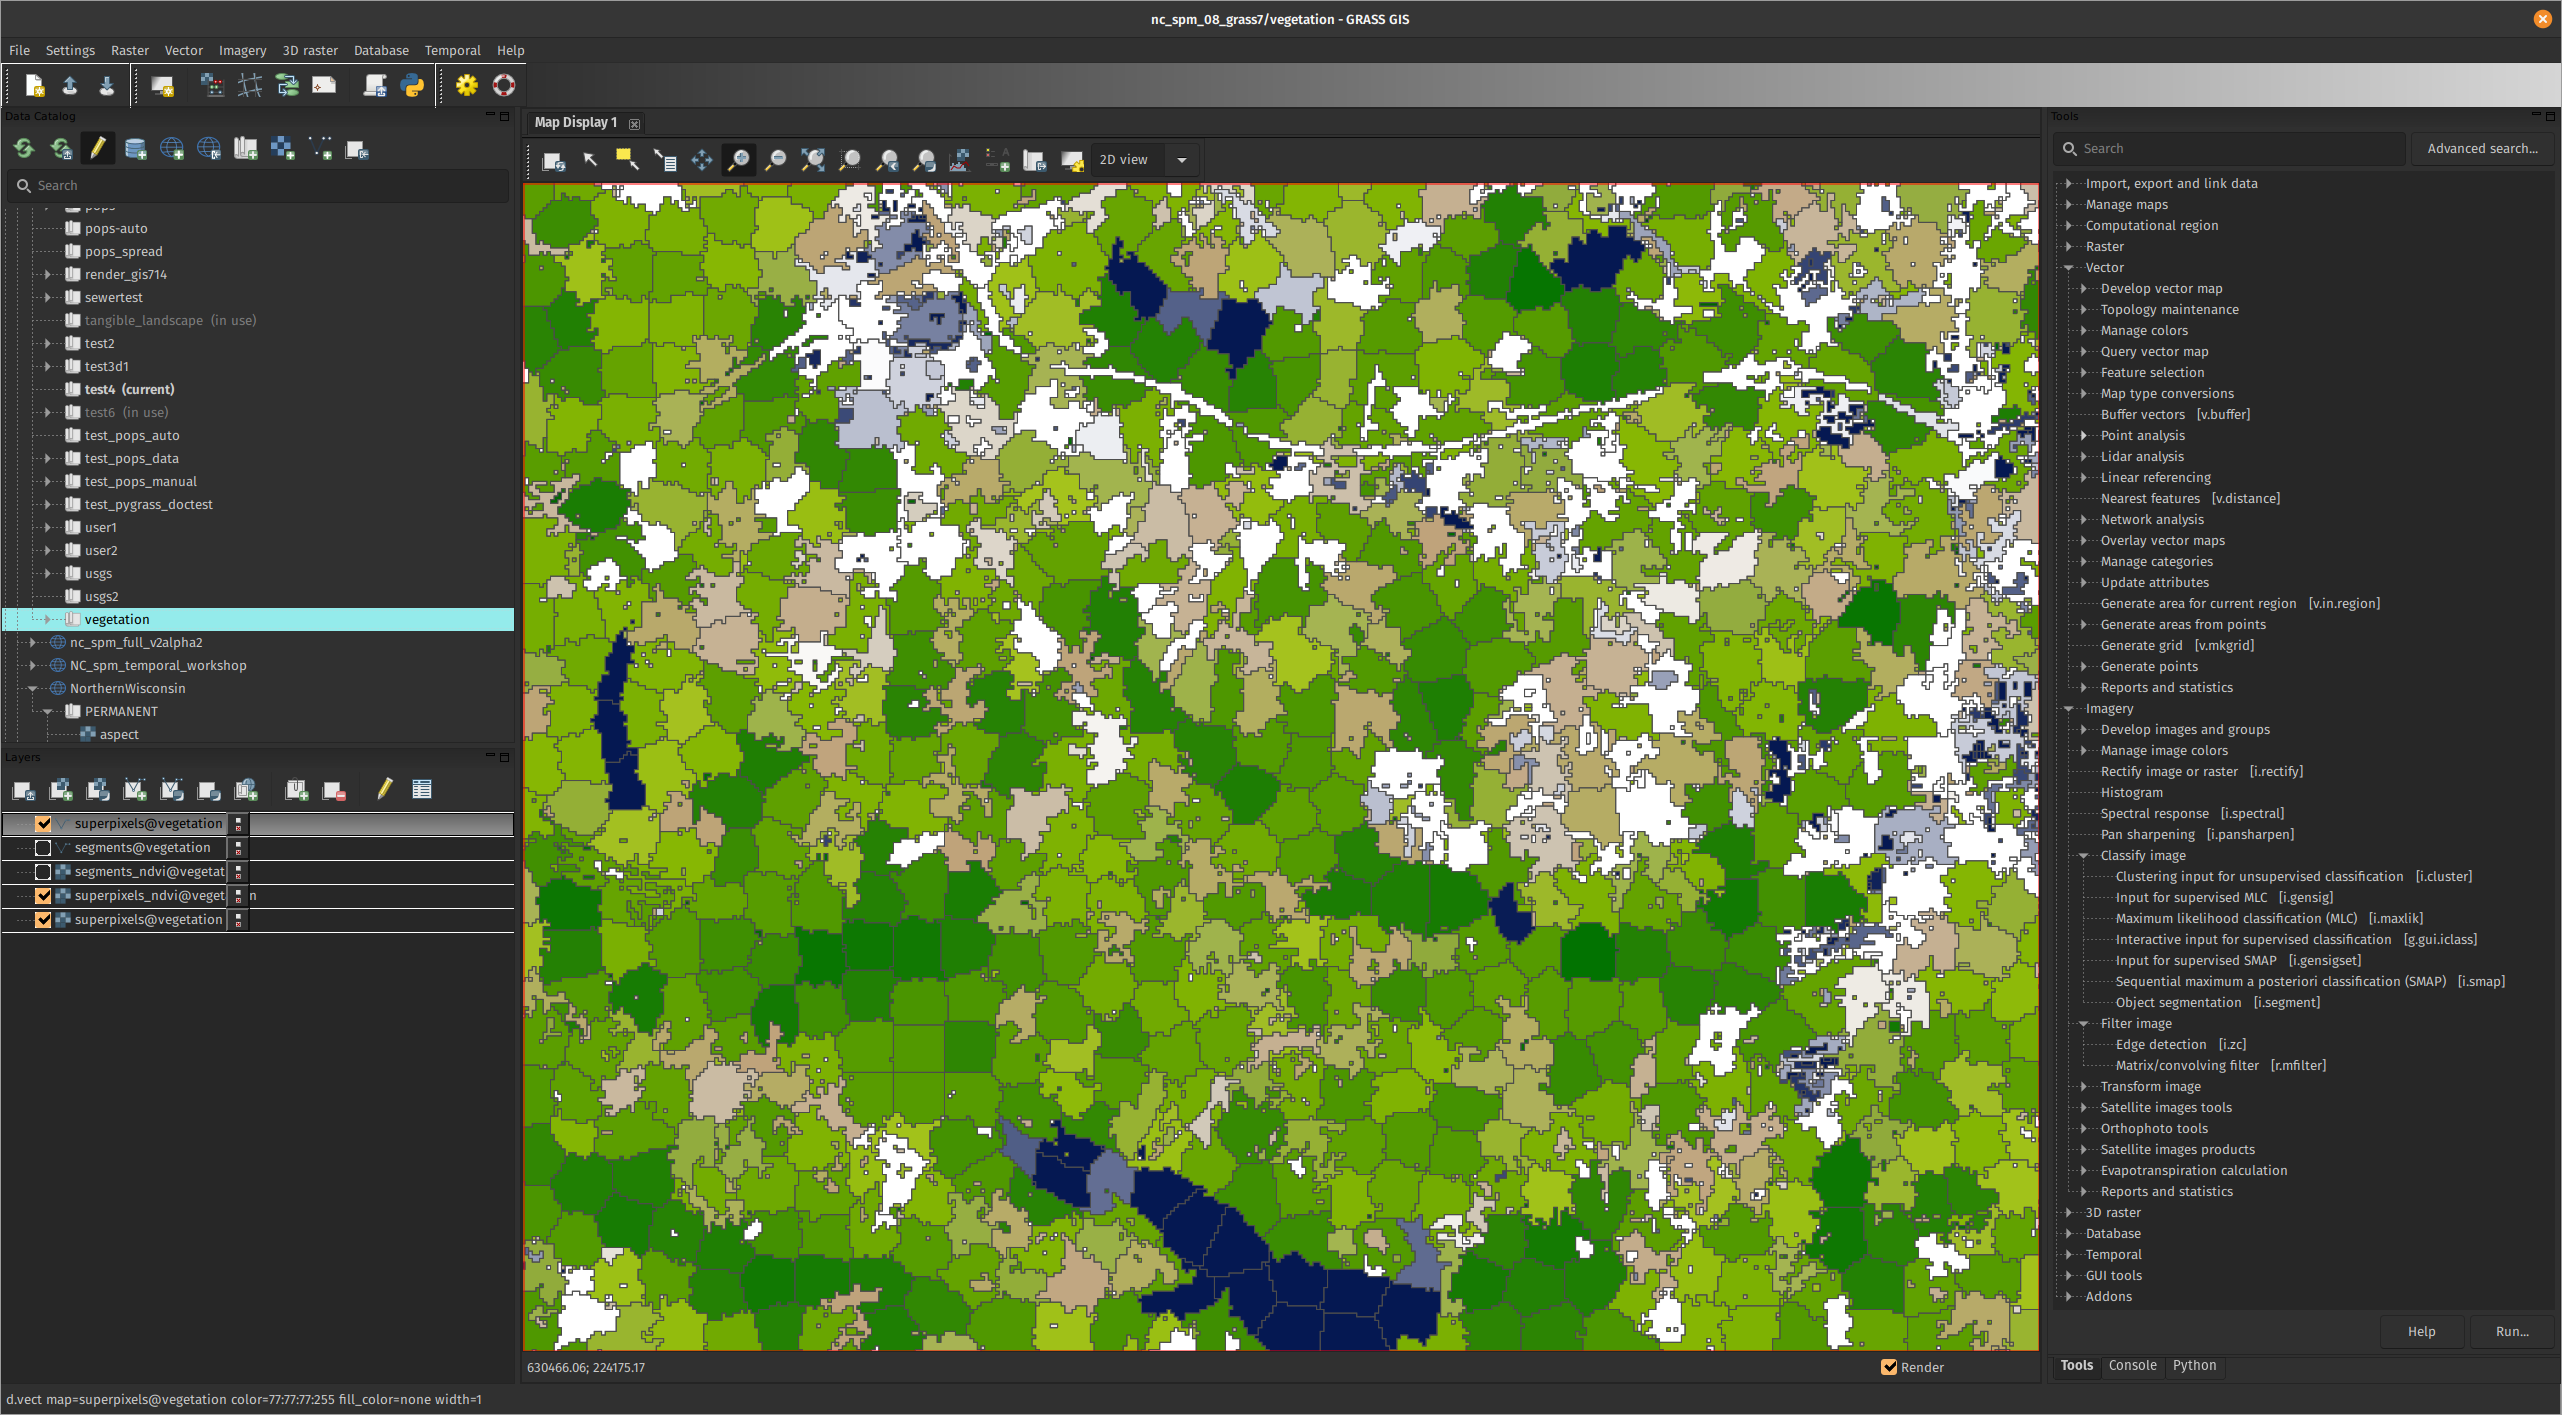 nc_spm_08_grass7/vegetation - GRASS GIS
File Settings Raster Vector Imagery 3D raster Database Temporal Help
Data Catalog
Search
pops
pops-auto
pops_spread
render_gis714
sewertest
tangible_landscape (in use)
test2
test3d1
test4 (current)
test6 (in use)
test_pops_auto
test_pops_data
test_pops_manual
test_pygrass_doctest
user1
user2
usgs
usgs2
vegetation
nc_spm_full_v2alpha2
NC_spm_temporal_workshop
NorthernWisconsin
PERMANENT
aspect
Layers
superpixels@vegetation
segments@vegetation
segments_ndvi@vegetat
superpixels_ndvi@veget n
superpixels@vegetation
Map Display 1
2D view
630466.06; 224175.17
Render
Tools
Search
Advanced search...
Import, export and link data
Manage maps
Computational region
Raster
Vector
Develop vector map
Topology maintenance
Manage colors
Query vector map
Feature selection
Map type conversions
Buffer vectors [v.buffer]
Point analysis
Lidar analysis
Linear referencing
Nearest features [v.distance]
Network analysis
Overlay vector maps
Manage categories
Update attributes
Generate area for current region [v.in.region]
Generate areas from points
Generate grid [v.mkgrid]
Generate points
Reports and statistics
Imagery
Develop images and groups
Manage image colors
Rectify image or raster [i.rectify]
Histogram
Spectral response [i.spectral]
Pan sharpening [i.pansharpen]
Classify image
Clustering input for unsupervised classification [i.cluster]
Input for supervised MLC [i.gensig]
Maximum likelihood classification (MLC) [i.maxlik]
Interactive input for supervised classification [g.gui.iclass]
Input for supervised SMAP [i.gensigset]
Sequential maximum a posteriori classification (SMAP) [i.smap]
Object segmentation [i.segment]
Filter image
Edge detection [i.zc]
Matrix/convolving filter [r.mfilter]
Transform image
Satellite images tools
Orthophoto tools
Satellite images products
Evapotranspiration calculation
Reports and statistics
3D raster
Database
Temporal
GUI tools
Addons
Help Run...
Tools Console Python
d.vect map=superpixels@vegetation color=77:77:77:255 fill_color=none width=1